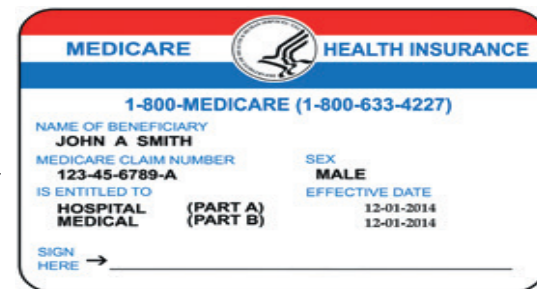 MEDICARE HEALTH INSURANCE
1-800-MEDICARE (1-800-633-4227)
NAME OF BENEFICIARY
JOHN A SMITH
MEDICARE CLAIM NUMBER SEX
123-45-6789-A MALE
IS ENTITLED TO EFFECTIVE DATE
HOSPITAL (PART A) 12-01-2014
MEDICAL (PART B) 12-01-2014
SIGN
HERE →